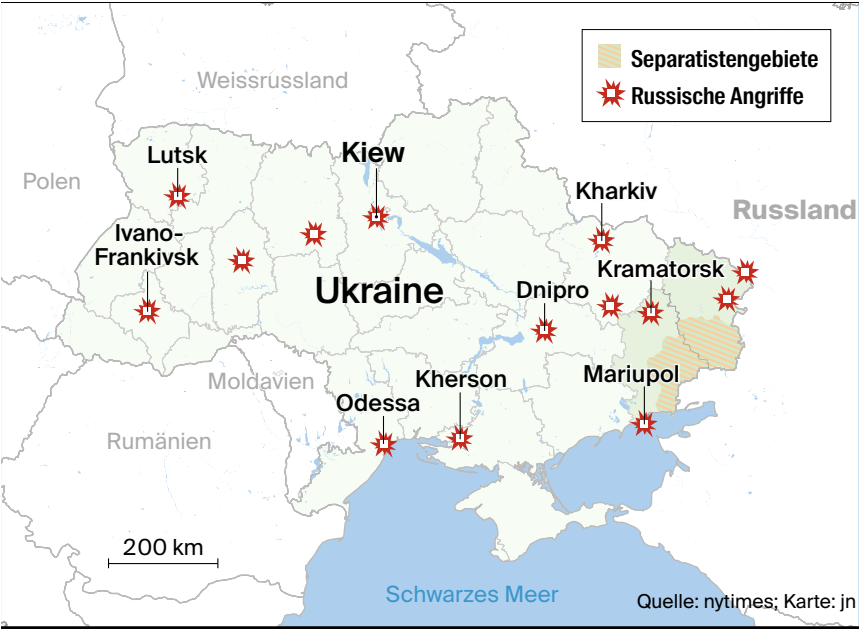 Separatistengebiete
Russische Angriffe
Weissrussland
Polen
Lutsk
Kiew
Kharkiv
Russland
Ivano-
Frankivsk
Kramatorsk
Ukraine
Dnipro
Moldavien
Kherson
Mariupol
Odessa
Rumänien
200 km
Schwarzes Meer
Quelle: nytimes; Karte: jn